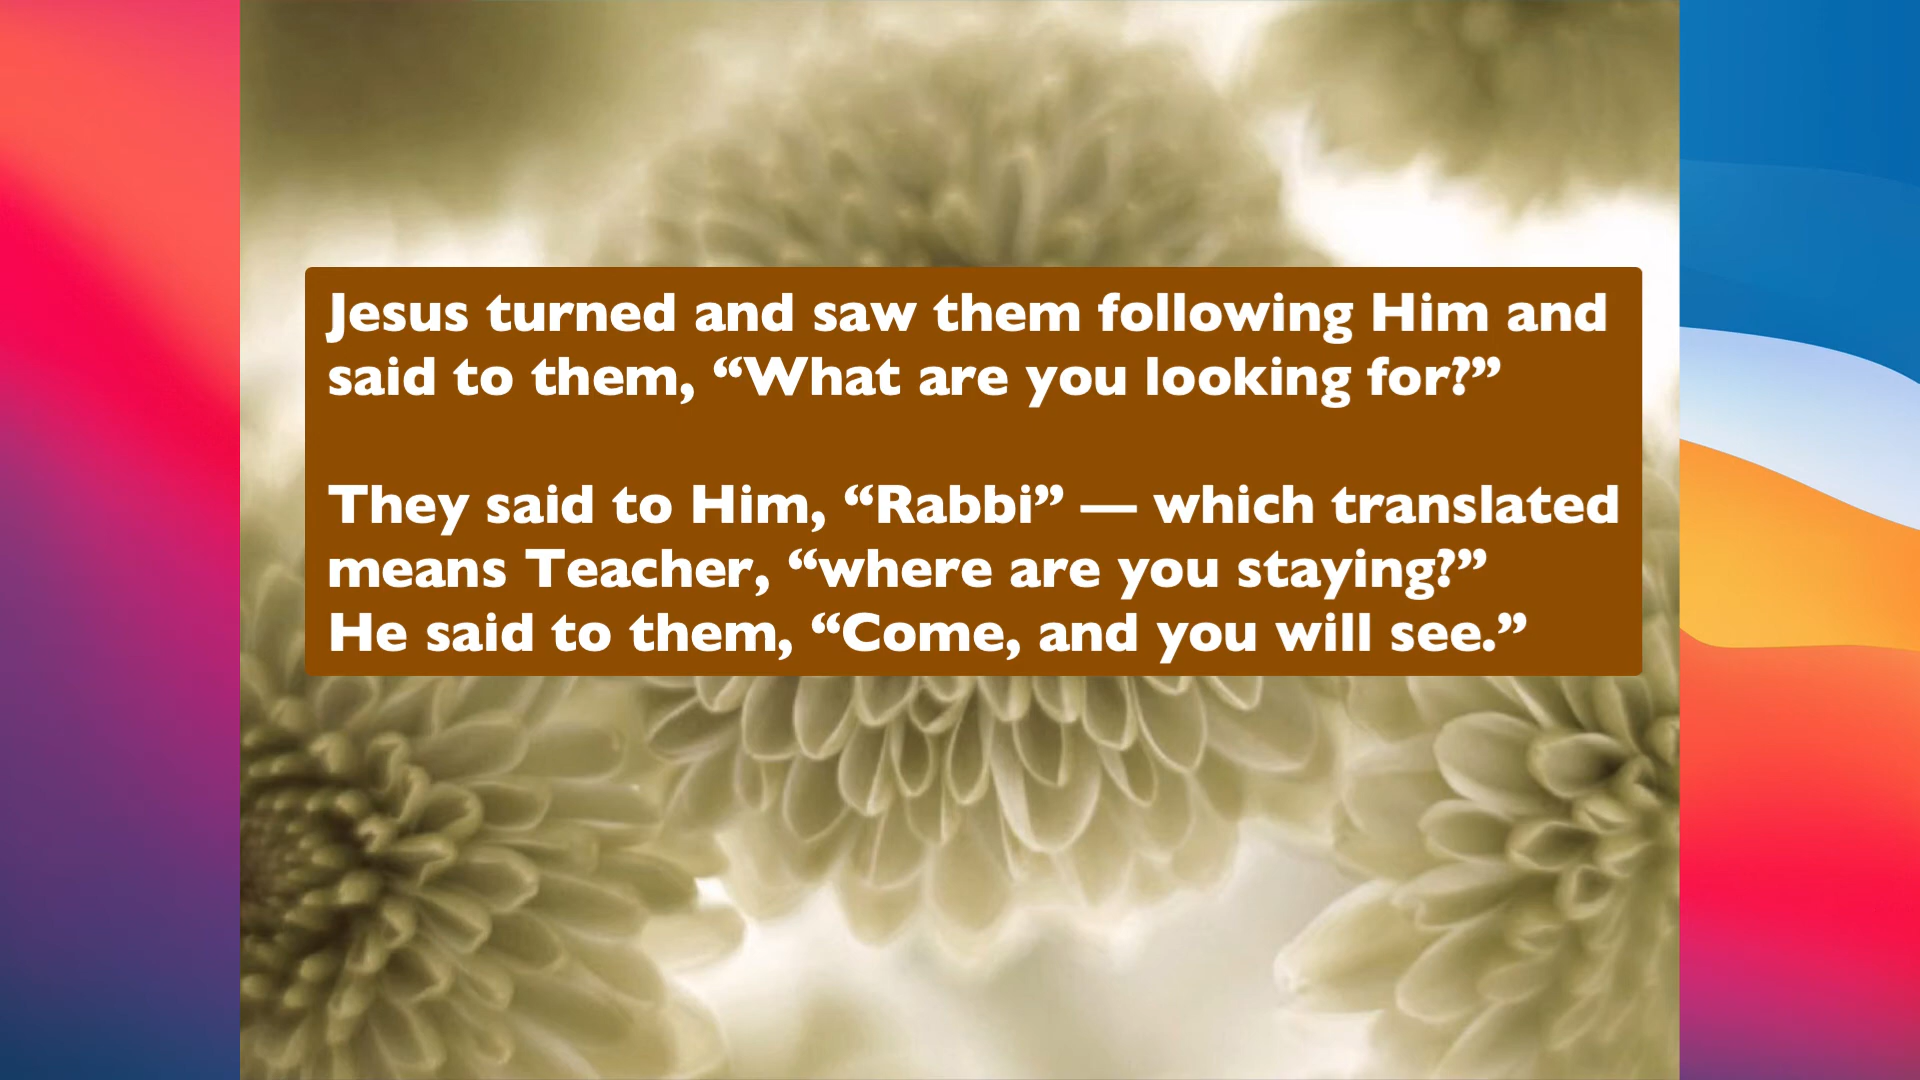 Jesus turned and saw them following Him and
said to them, “What are you looking for?”
They said to Him, “Rabbi” — which translated
means Teacher, “where are you staying?”
He said to them, “Come, and you will see.”